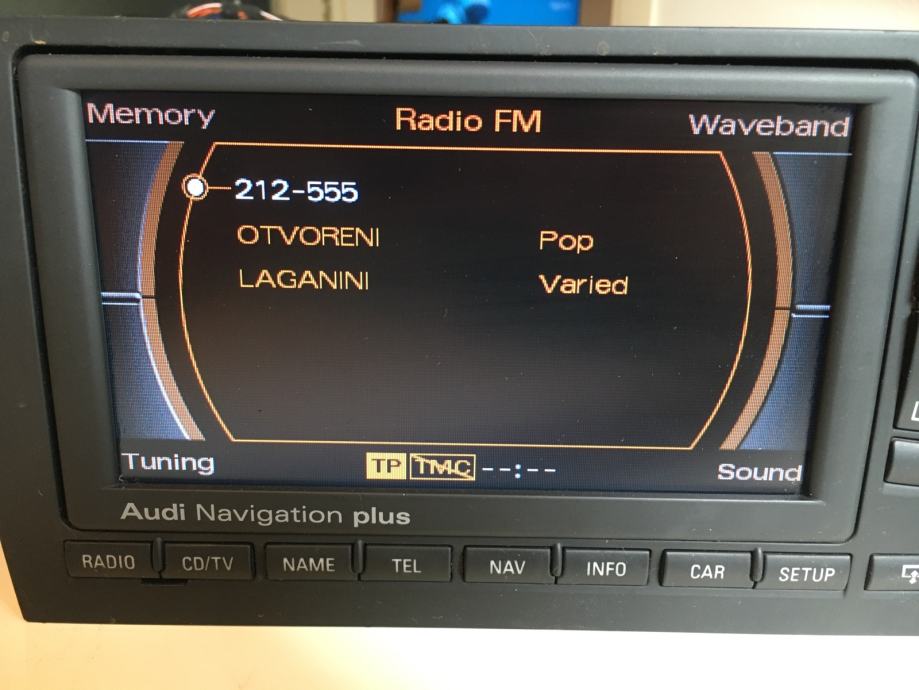 Memory Radio FM Waveband
212-555
OTVORENI Pop
LAGANINI Varied
Tuning TP TMC --:-- Sound
Audi Navigation plus
RADIO CD/TV NAME TEL NAV INFO CAR SETUP